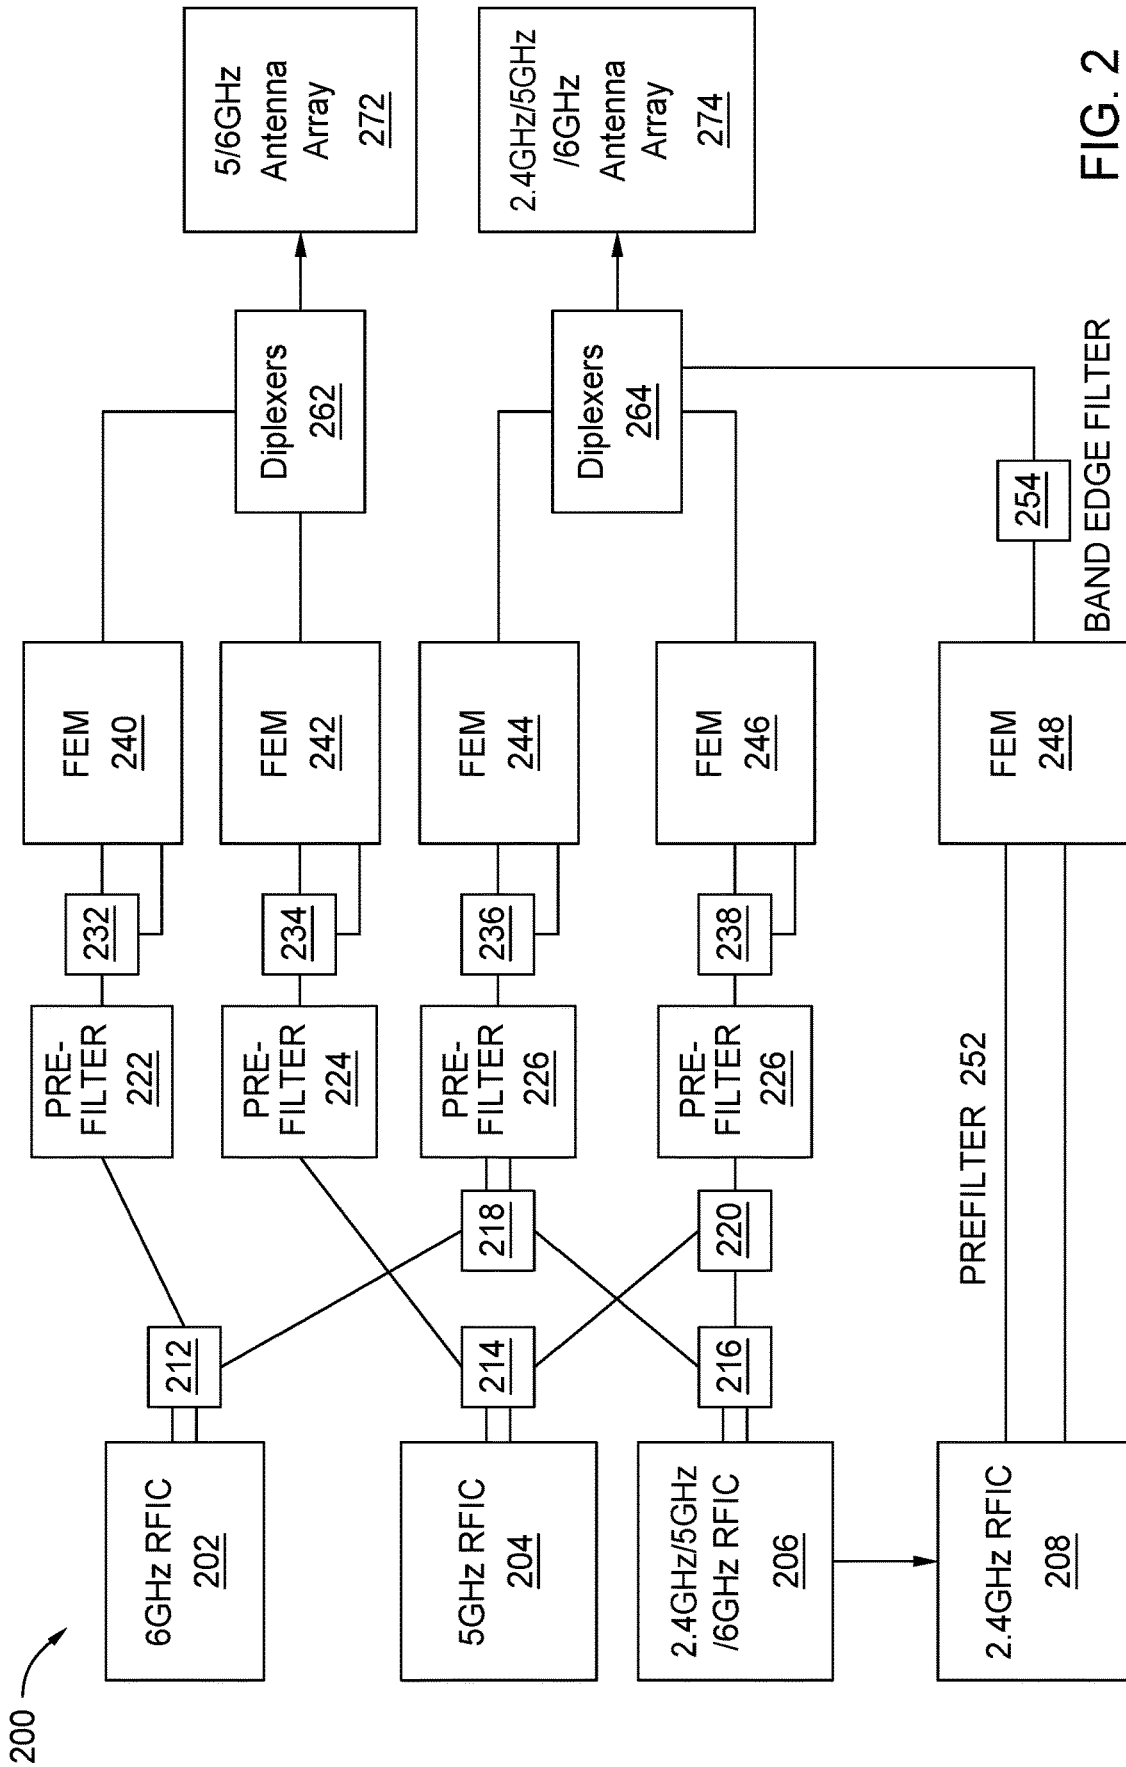 200
6GHz RFIC
202
5GHz RFIC
204
2.4GHz/5GHz
/6GHz RFIC
206
2.4GHz RFIC
208
212
214
216
218
220
PRE-
FILTER
222
PRE-
FILTER
224
PRE-
FILTER
226
PRE-
FILTER
226
PREFILTER 252
232
234
236
238
FEM
240
FEM
242
FEM
244
FEM
246
FEM
248
254
BAND EDGE FILTER
Diplexers
262
Diplexers
264
5/6GHz
Antenna
Array
272
2.4GHz/5GHz
/6GHz
Antenna
Array
274
FIG. 2